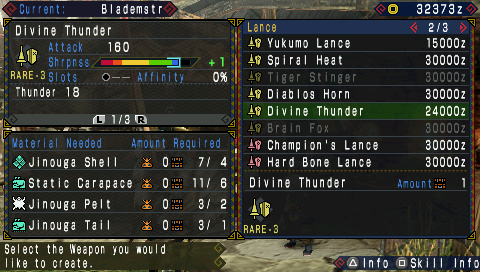 Current: Blademstr
32373z
Divine Thunder
Attack 160
Shrpnss +1
RARE-3 Slots ●-- Affinity 0%
Thunder 18
L 1/3 R
Material Needed Amount Required
Jinouga Shell 0 7/ 4
Static Carapace 0 11/ 6
Jinouga Pelt 0 3/ 2
Jinouga Tail 0 3/ 1
Select the Weapon you would
like to create.
Lance
2/3
Yukumo Lance 15000z
Spiral Heat 30000z
Tiger Stinger 30000z
Diablos Horn 30000z
Divine Thunder 24000z
Brain Fox 30000z
Champion's Lance 30000z
Hard Bone Lance 30000z
Divine Thunder Amount 1
RARE-3
Info Skill Info